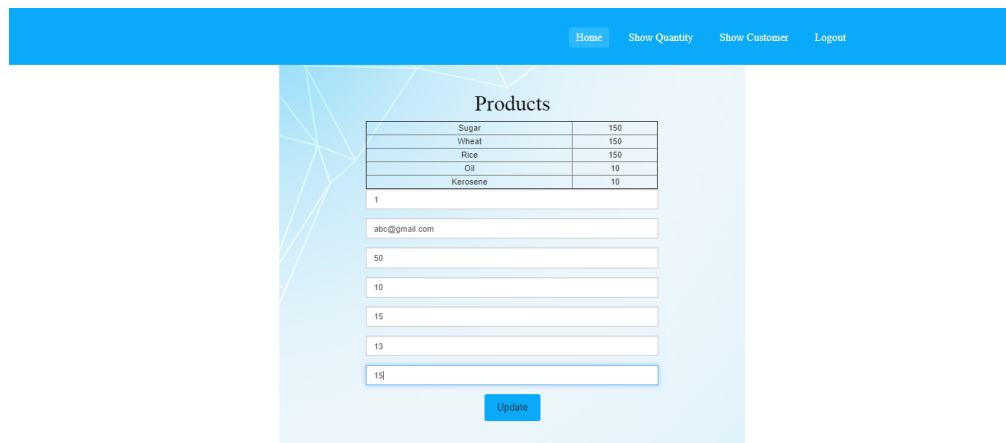 Home Show Quantity Show Customer Logout
Products
Sugar 150
Wheat 150
Rice 150
Oil 10
Kerosene 10
1
abc@gmail.com
50
10
15
13
15
Update